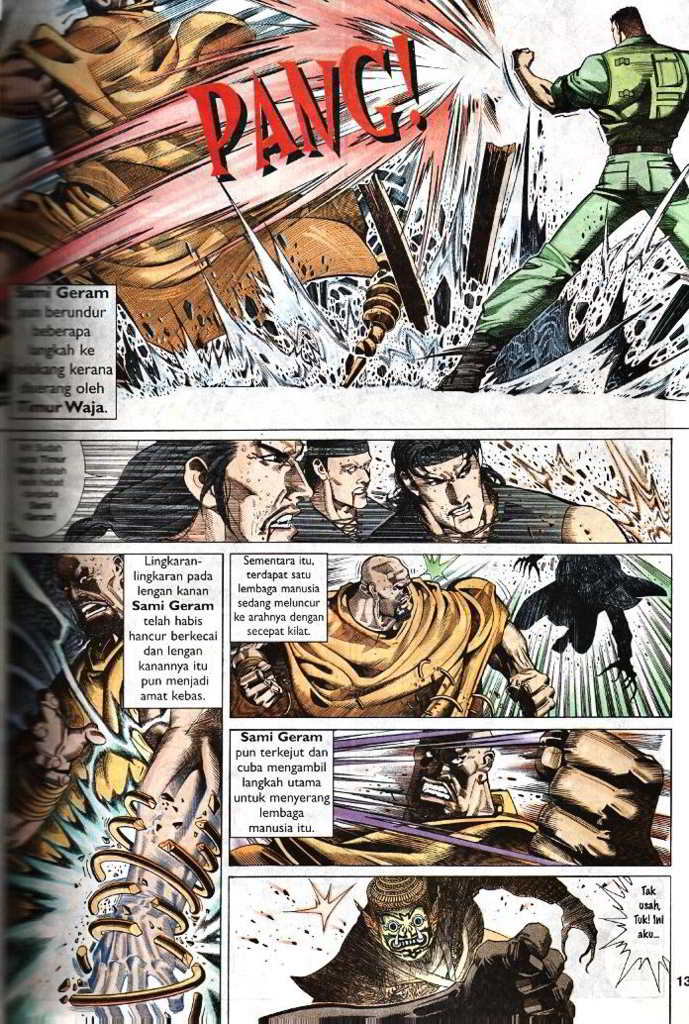 PANG!
Sami Geram
pun berundur
beberapa
langkah ke
belakang kerana
diserang oleh
Timur Waja.
Lingkaran-
lingkaran pada
lengan kanan
Sami Geram
telah habis
hancur berkecai
dan lengan
kanannya itu
pun menjadi
amat kebas.
Sementara itu,
terdapat satu
lembaga manusia
sedang meluncur
ke arahnya dengan
secepat kilat.
Sami Geram
pun terkejut dan
cuba mengambil
langkah utama
untuk menyerang
lembaga
manusia itu.
Tak
usah,
Tuk! Ini
aku...
13